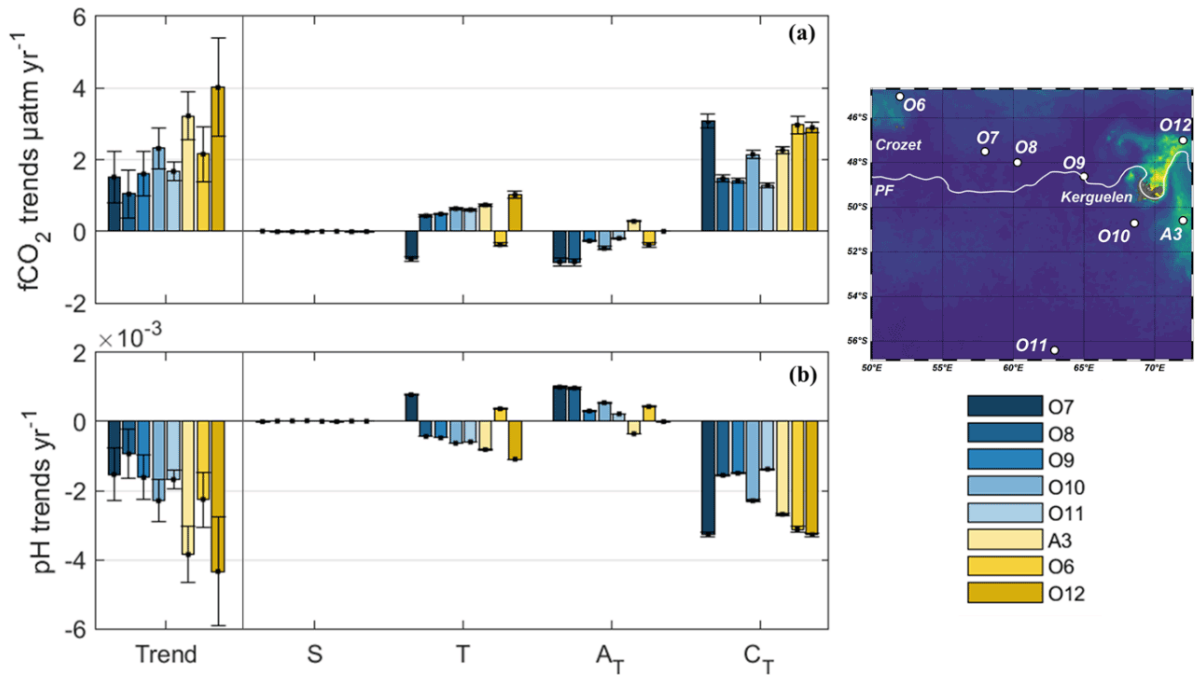 (a)
fCO2 trends µatm yr-1
6
4
2
0
-2
×10-3
(b)
pH trends yr-1
2
0
-2
-4
-6
Trend S T AT CT
O6
46°S
O7
O12
Crozet
48°S
O8
O9
PF
Kerguelen
50°S
O10
A3
52°S
54°S
56°S
O11
50°E 55°E 60°E 65°E 70°E
O7
O8
O9
O10
O11
A3
O6
O12